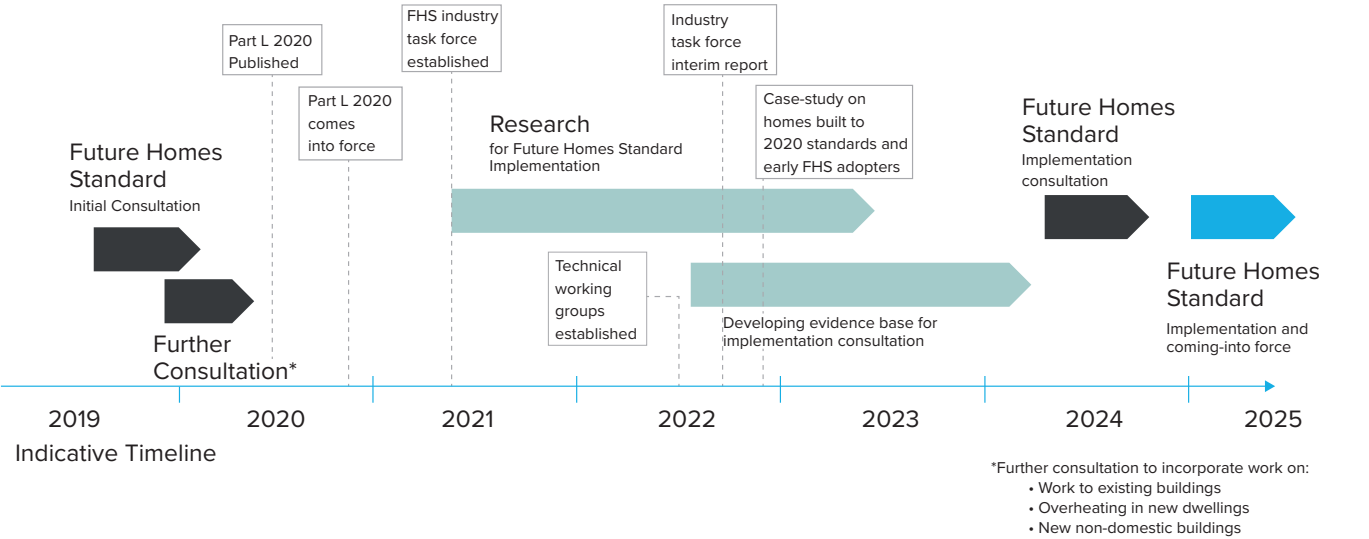 Part L 2020
Published
FHS industry
task force
established
Industry
task force
interim report
Part L 2020
comes
into force
Case-study on
homes built to
2020 standards and
early FHS adopters
Future Homes
Standard
Initial Consultation
Research
for Future Homes Standard
Implementation
Future Homes
Standard
Implementation
consultation
Further
Consultation*
Technical
working
groups
established
Developing evidence base for
implementation consultation
Future Homes
Standard
Implementation and
coming-into force
2019
2020
2021
2022
2023
2024
2025
Indicative Timeline
*Further consultation to incorporate work on:
• Work to existing buildings
• Overheating in new dwellings
• New non-domestic buildings